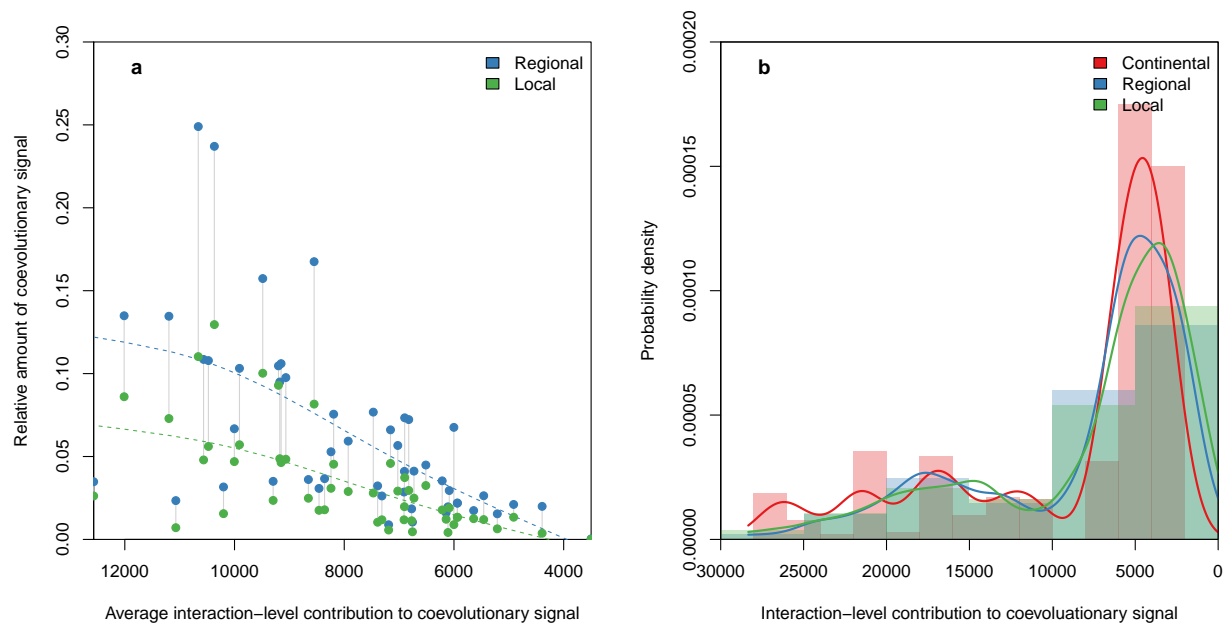 a
Regional
Local
Relative amount of coevolutionary signal
0.30
0.25
0.20
0.15
0.10
0.05
0.00
12000 10000 8000 6000 4000
Average interaction−level contribution to coevolutionary signal
b
Continental
Regional
Local
Probability density
0.00020
0.00015
0.00010
0.00005
0.00000
30000 25000 20000 15000 10000 5000 0
Interaction−level contribution to coevoluationary signal